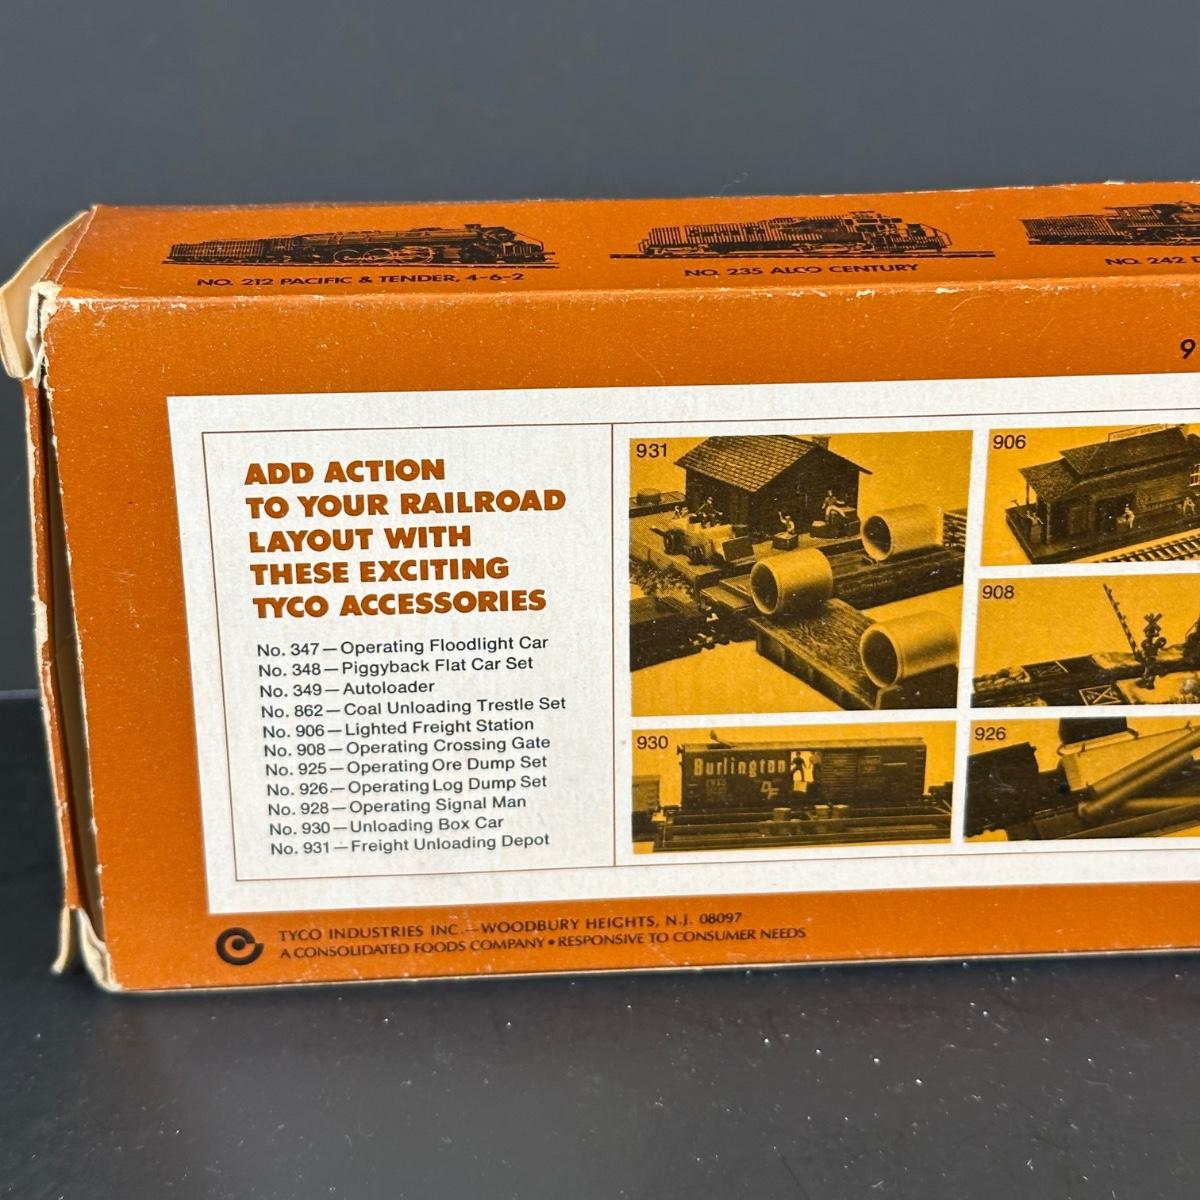 NO. 212 PACIFIC & TENDER, 4-6-2
NO. 235 ALCO CENTURY
NO. 242
9
ADD ACTION
TO YOUR RAILROAD
LAYOUT WITH
THESE EXCITING
TYCO ACCESSORIES
No. 347—Operating Floodlight Car
No. 348—Piggyback Flat Car Set
No. 349—Autoloader
No. 862—Coal Unloading Trestle Set
No. 906—Lighted Freight Station
No. 908—Operating Crossing Gate
No. 925—Operating Ore Dump Set
No. 926—Operating Log Dump Set
No. 928—Operating Signal Man
No. 930—Unloading Box Car
No. 931—Freight Unloading Depot
931
906
908
930
Burlington
DF
926
TYCO INDUSTRIES INC.—WOODBURY HEIGHTS, N.J. 08097
A CONSOLIDATED FOODS COMPANY • RESPONSIVE TO CONSUMER NEEDS